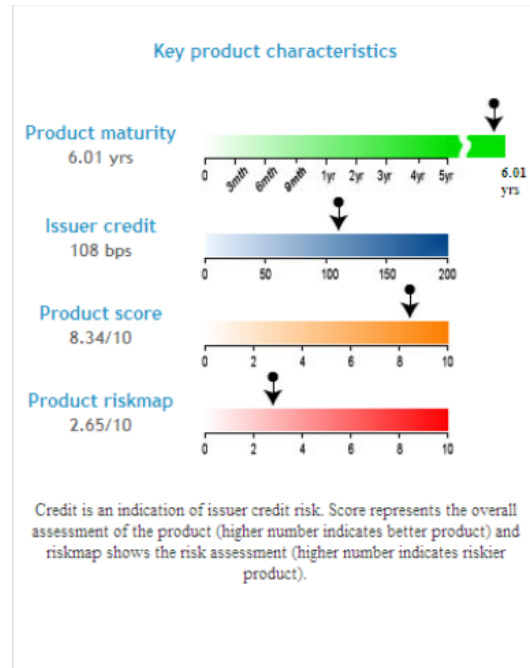 Key product characteristics
Product maturity
6.01 yrs
0 3mth 6mth 9mth 1yr 2yr 3yr 4yr 5yr 6.01
yrs
Issuer credit
108 bps
0 50 100 150 200
Product score
8.34/10
0 2 4 6 8 10
Product riskmap
2.65/10
0 2 4 6 8 10
Credit is an indication of issuer credit risk. Score represents the overall
assessment of the product (higher number indicates better product) and
riskmap shows the risk assessment (higher number indicates riskier
product).